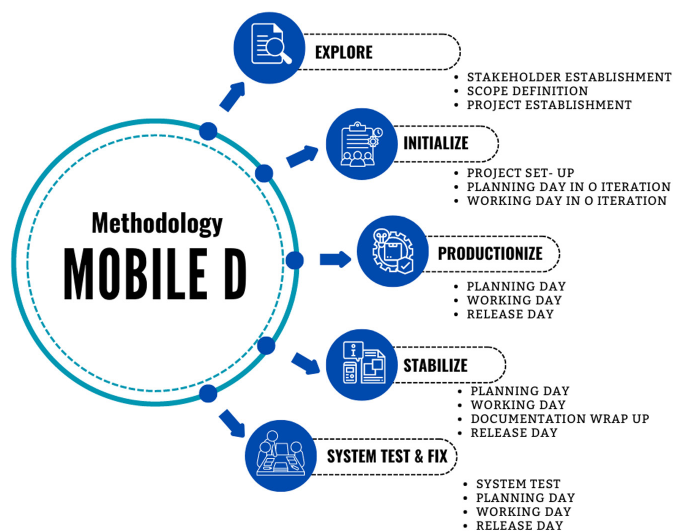 EXPLORE
• STAKEHOLDER ESTABLISHMENT
• SCOPE DEFINITION
• PROJECT ESTABLISHMENT
INITIALIZE
• PROJECT SET- UP
• PLANNING DAY IN O ITERATION
• WORKING DAY IN O ITERATION
Methodology
MOBILE D
PRODUCTIONIZE
• PLANNING DAY
• WORKING DAY
• RELEASE DAY
STABILIZE
• PLANNING DAY
• WORKING DAY
• DOCUMENTATION WRAP UP
• RELEASE DAY
SYSTEM TEST & FIX
• SYSTEM TEST
• PLANNING DAY
• WORKING DAY
• RELEASE DAY